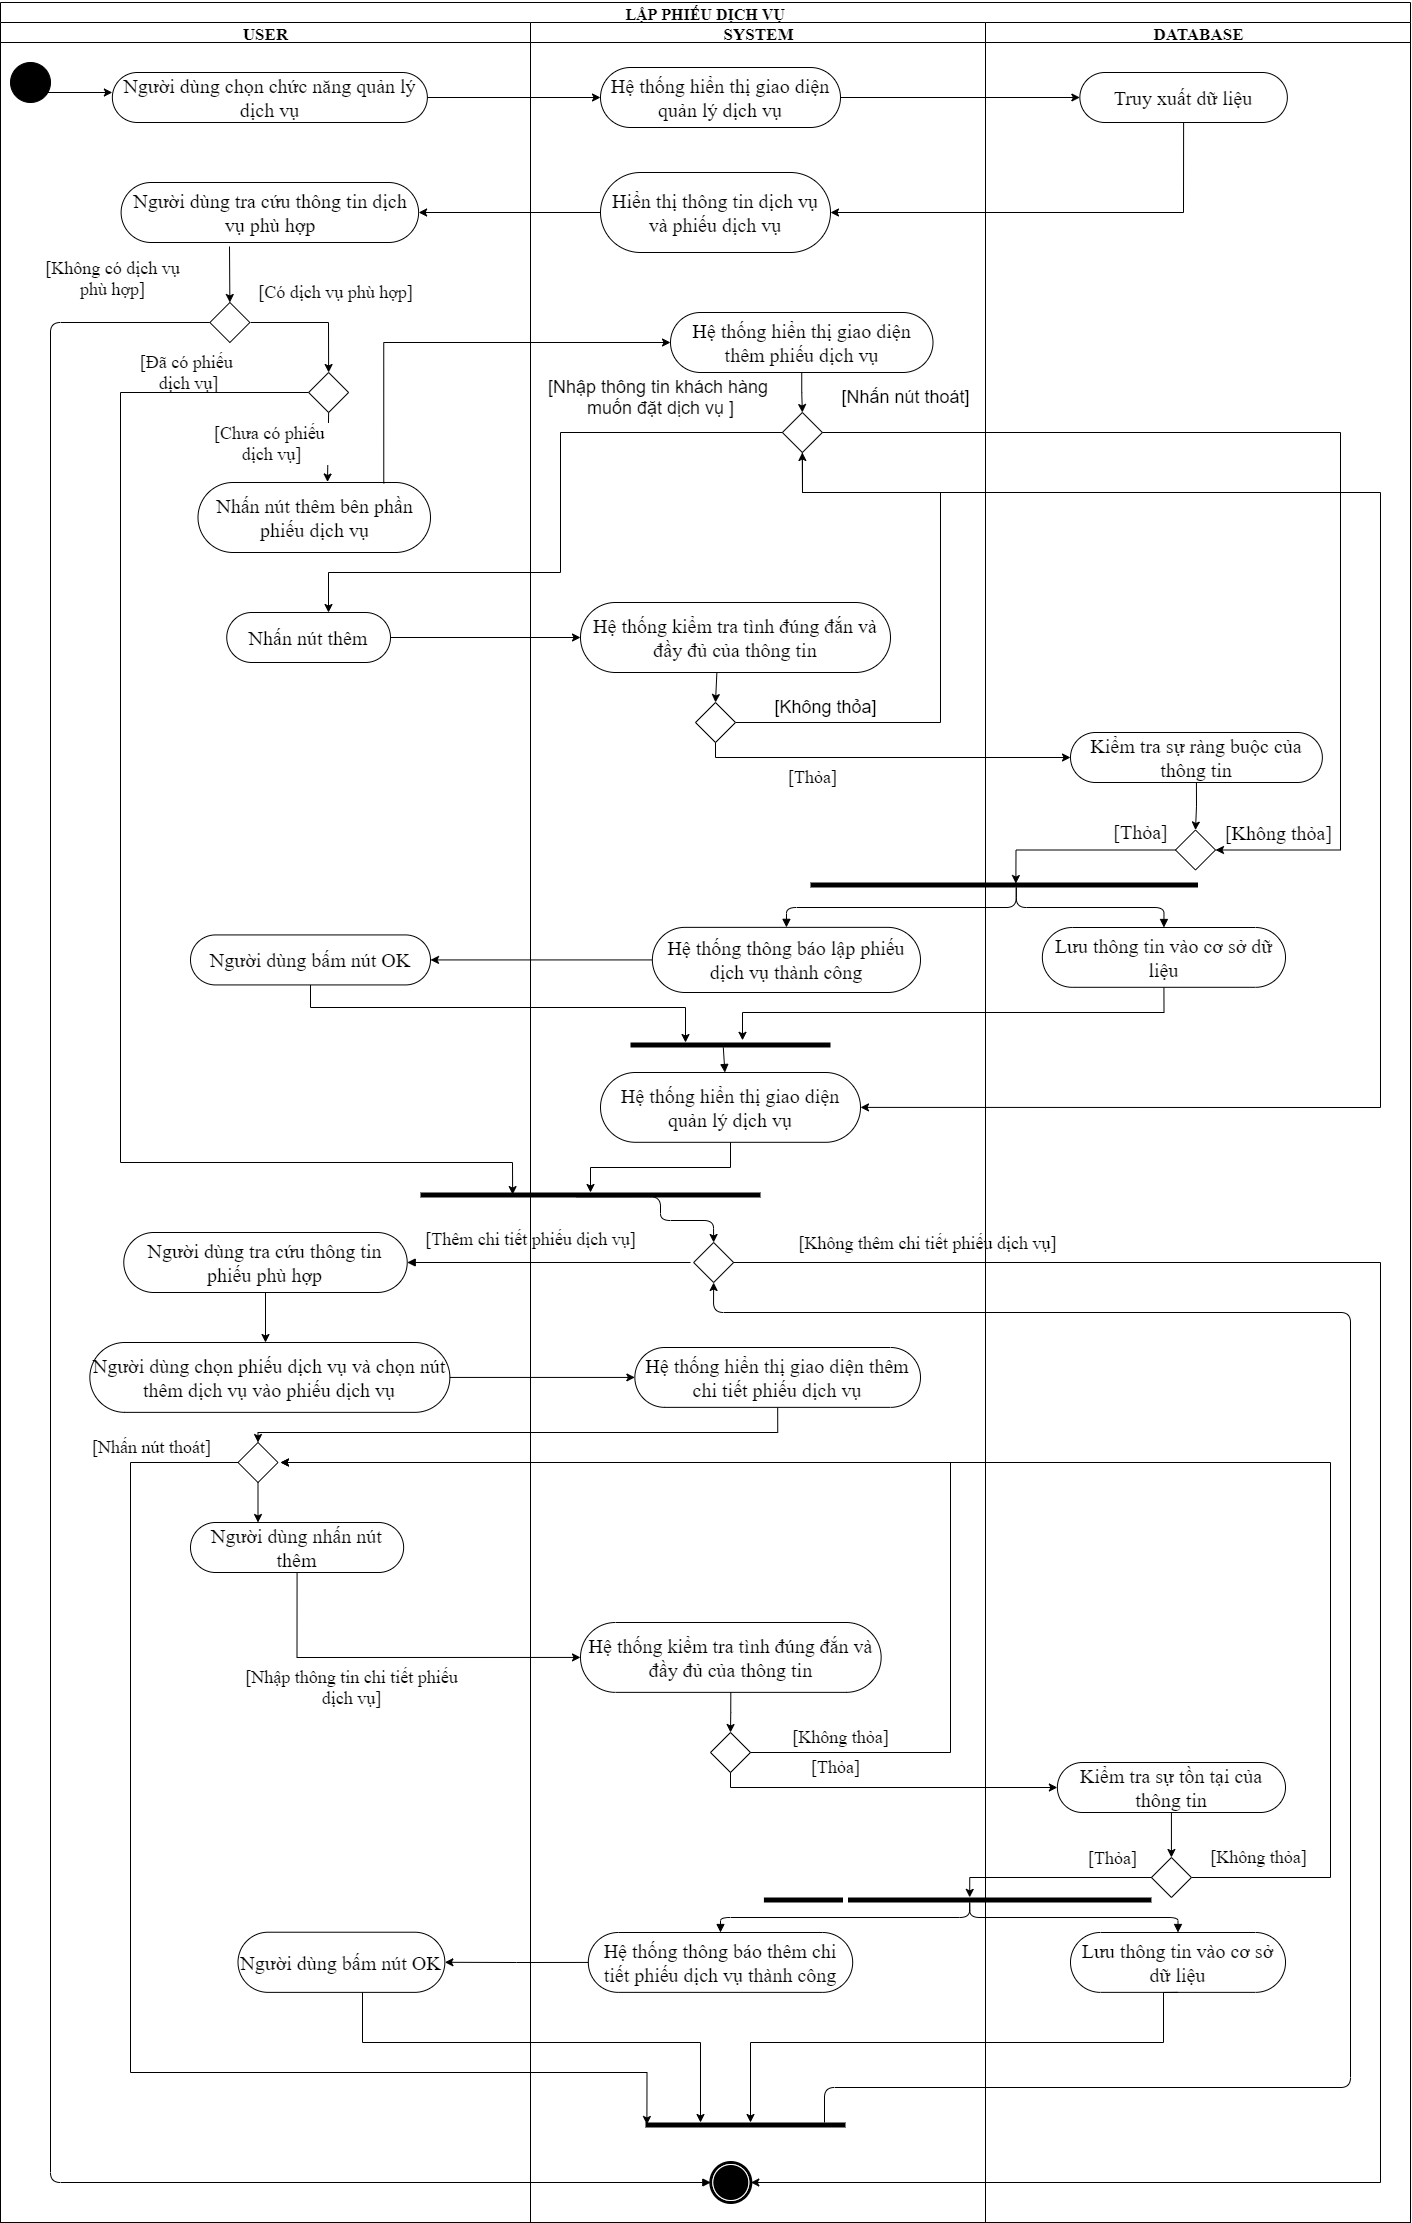 LẬP PHIẾU DỊCH VỤ
USER
SYSTEM
DATABASE
Người dùng chọn chức năng quản lý
dịch vụ
Hệ thống hiển thị giao diện
quản lý dịch vụ
Truy xuất dữ liệu
Người dùng tra cứu thông tin dịch
vụ phù hợp
Hiển thị thông tin dịch vụ
và phiếu dịch vụ
[Không có dịch vụ
phù hợp]
[Có dịch vụ phù hợp]
Hệ thống hiển thị giao diện
thêm phiếu dịch vụ
[Đã có phiếu
dịch vụ]
[Nhập thông tin khách hàng
muốn đặt dịch vụ ]
[Nhấn nút thoát]
[Chưa có phiếu
dịch vụ]
Nhấn nút thêm bên phần
phiếu dịch vụ
Nhấn nút thêm
Hệ thống kiểm tra tình đúng đắn và
đầy đủ của thông tin
[Không thỏa]
[Thỏa]
Kiểm tra sự ràng buộc của
thông tin
[Thỏa]
[Không thỏa]
Người dùng bấm nút OK
Hệ thống thông báo lập phiếu
dịch vụ thành công
Lưu thông tin vào cơ sở dữ
liệu
Hệ thống hiển thị giao diện
quản lý dịch vụ
[Thêm chi tiết phiếu dịch vụ]
[Không thêm chi tiết phiếu dịch vụ]
Người dùng tra cứu thông tin
phiếu phù hợp
Người dùng chọn phiếu dịch vụ và chọn nút
thêm dịch vụ vào phiếu dịch vụ
Hệ thống hiển thị giao diện thêm
chi tiết phiếu dịch vụ
[Nhấn nút thoát]
Người dùng nhấn nút
thêm
[Nhập thông tin chi tiết phiếu
dịch vụ]
Hệ thống kiểm tra tình đúng đắn và
đầy đủ của thông tin
[Không thỏa]
[Thỏa]
Kiểm tra sự tồn tại của
thông tin
[Thỏa]
[Không thỏa]
Người dùng bấm nút OK
Hệ thống thông báo thêm chi
tiết phiếu dịch vụ thành công
Lưu thông tin vào cơ sở
dữ liệu